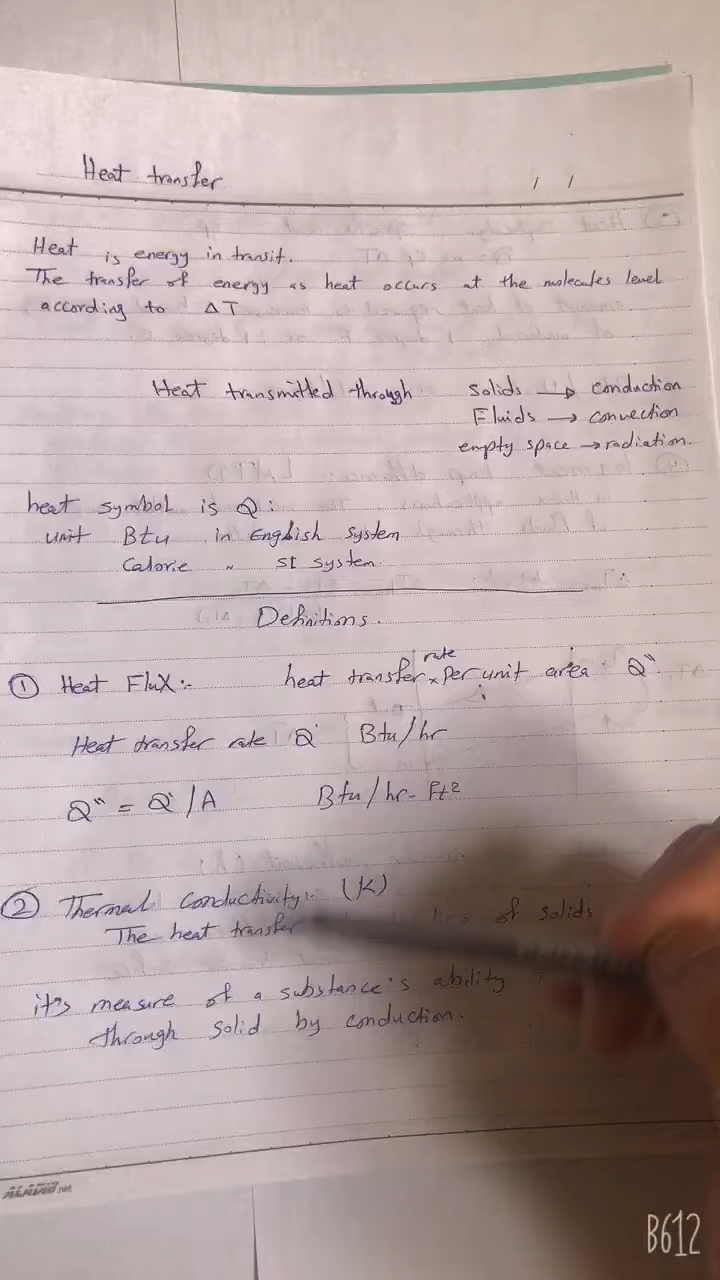 Heat transfer / /
Heat is energy in transit.
The transfer of energy as heat occurs at the molecules level
according to ΔT
Heat transmitted through solids → conduction
Fluids → convection
empty space → radiation.
heat symbol is Q :
unit Btu in English system
Calorie " SI system
Definitions.
① Heat Flux:- heat transfer rate per unit area : Q"
Heat transfer rate Q̇ Btu/hr
Q" = Q̇ /A Btu/hr-Ft²
② Thermal Conductivity:- (K)
The heat transfer of solids
it's measure of a substance's ability
through solid by conduction.
B612